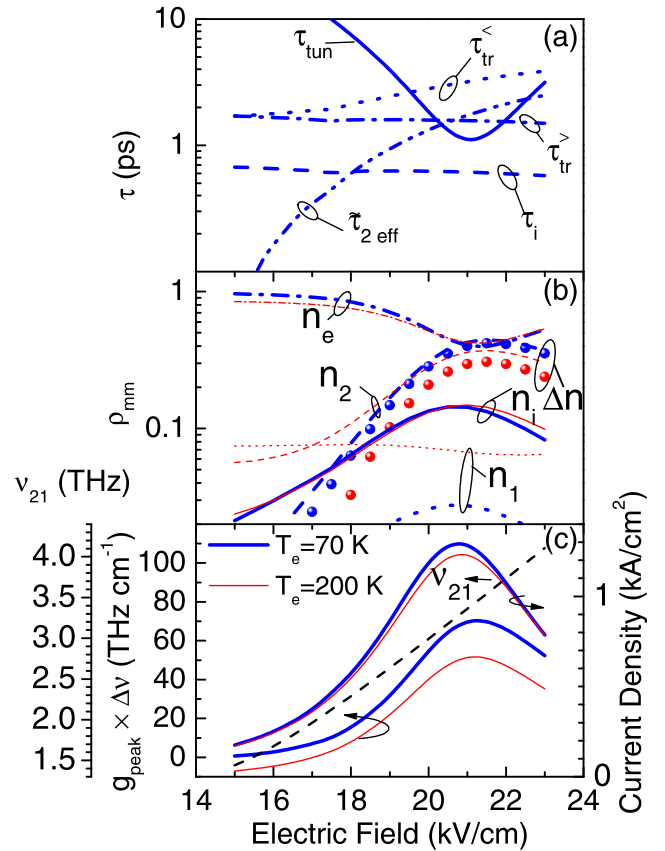 10
τtun
τtr<
(a)
τ (ps)
1
τtr>
τi
τ̃2 eff
1
(b)
ne
n2
ρmm
ni
Δn
0.1
n1
ν21 (THz)
Te=70 K
Te=200 K
(c)
ν21
4.0
3.5
3.0
2.5
2.0
1.5
gpeak × Δν (THz cm-1)
100
80
60
40
20
0
1
0
Current Density (kA/cm2)
14 16 18 20 22 24
Electric Field (kV/cm)